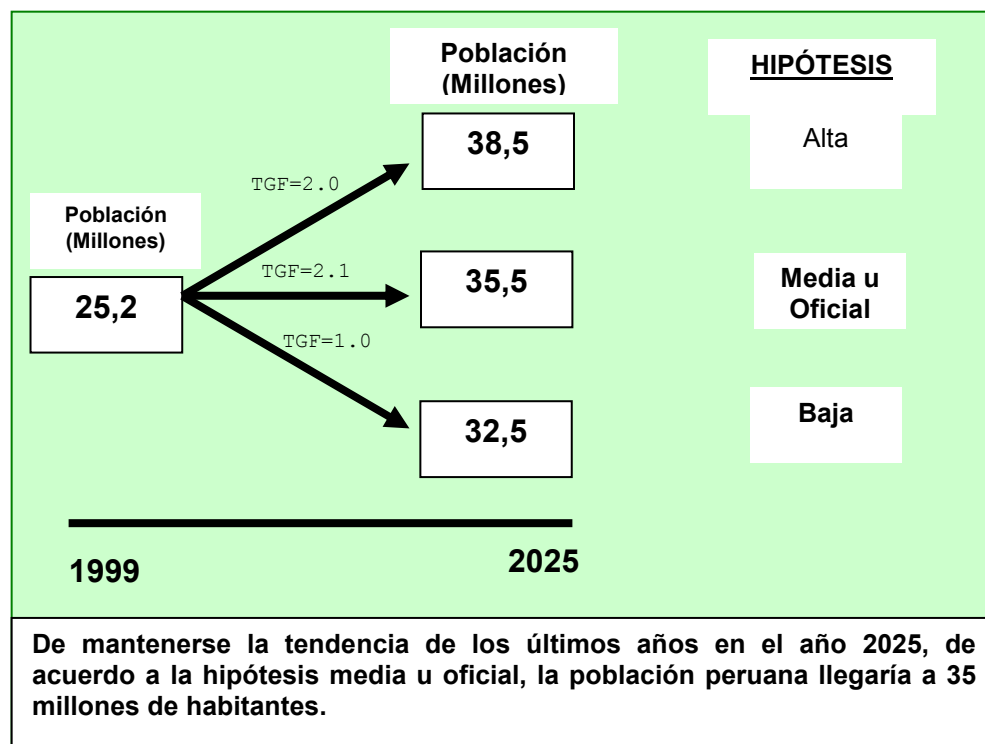 Población
(Millones)
HIPÓTESIS
38,5
Alta
TGF=2.0
Población
(Millones)
25,2
TGF=2.1
35,5
Media u
Oficial
TGF=1.0
32,5
Baja
1999
2025
De mantenerse la tendencia de los últimos años en el año 2025, de
acuerdo a la hipótesis media u oficial, la población peruana llegaría a 35
millones de habitantes.